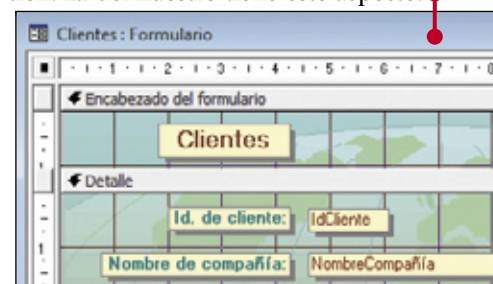 Clientes : Formulario
1 2 3 4 5 6 7
Encabezado del formulario
Clientes
Detalle
Id. de cliente: IdCliente
1
Nombre de compañía: NombreCompañía